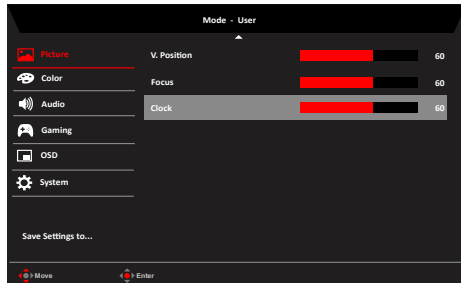 Mode - User
Picture
Color
Audio
Gaming
OSD
System
Save Settings to...
V. Position 60
Focus 60
Clock 60
Move Enter